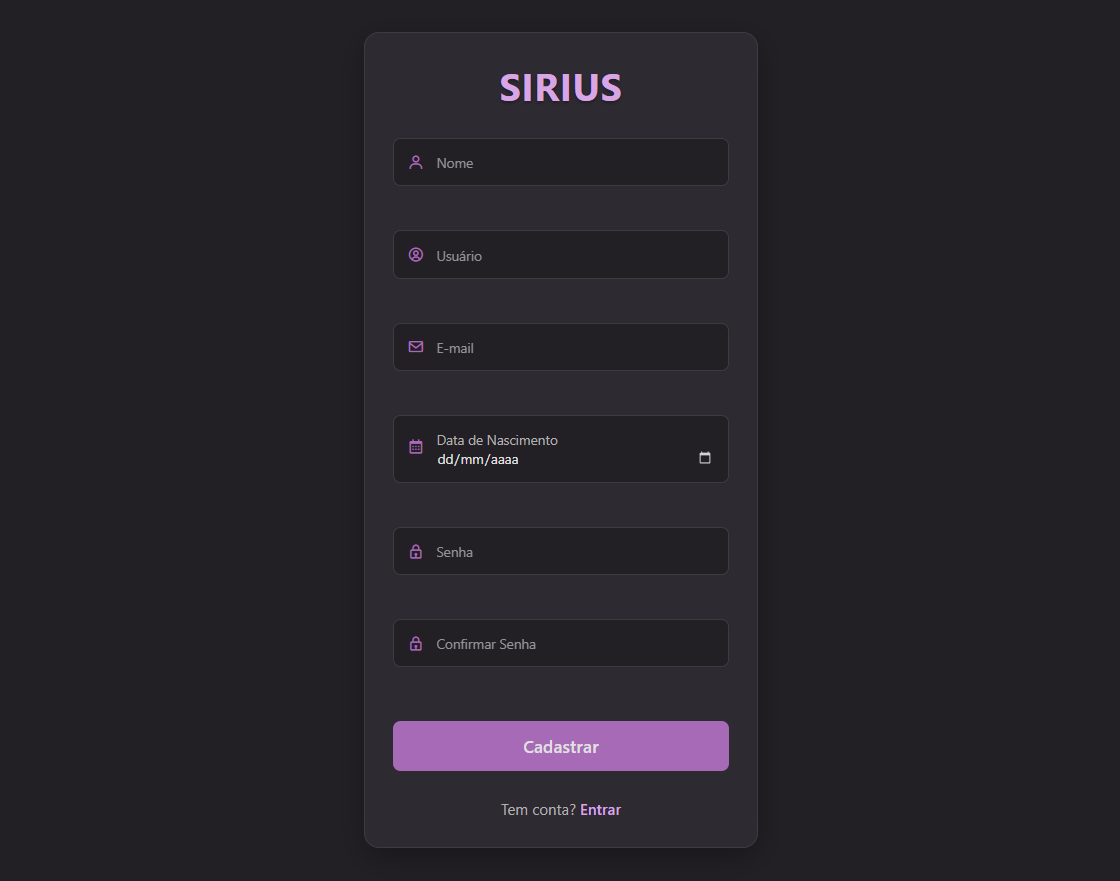 SIRIUS
Nome
Usuário
E-mail
Data de Nascimento
dd/mm/aaaa
Senha
Confirmar Senha
Cadastrar
Tem conta? Entrar